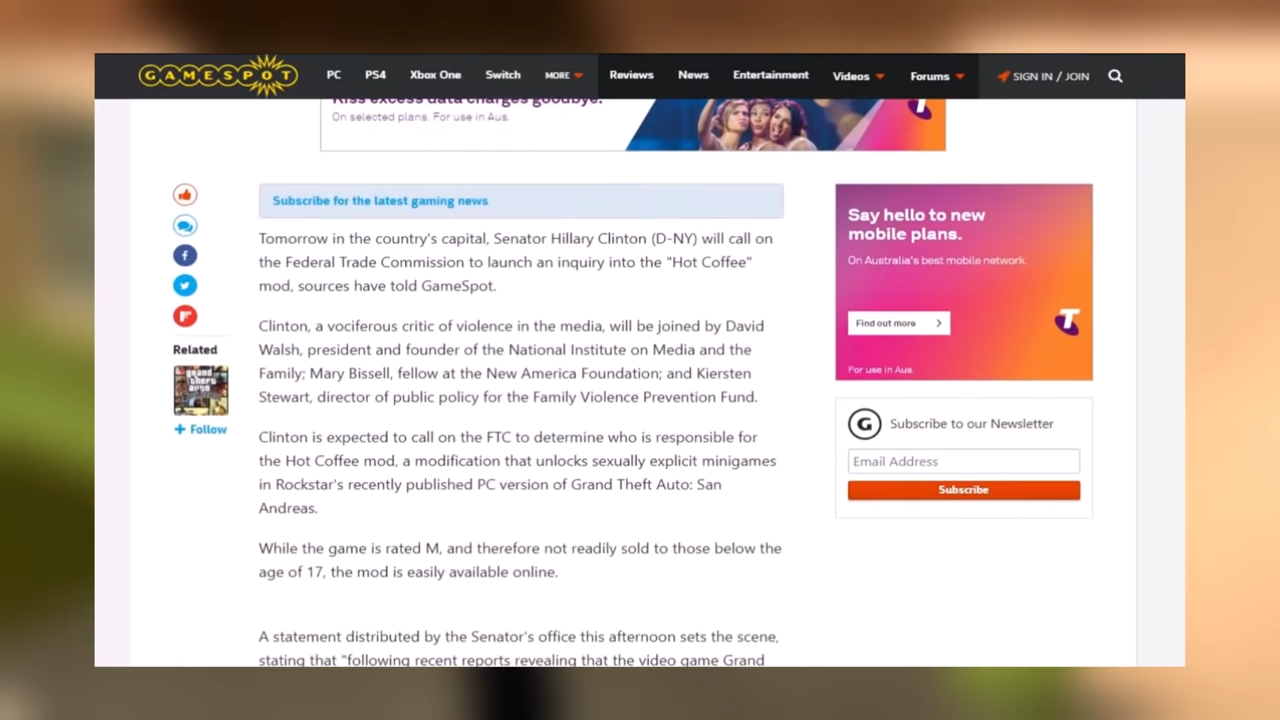 GAMESPOT
PC PS4 Xbox One Switch MORE Reviews News Entertainment Videos Forums SIGN IN / JOIN
Kiss excess data charges goodbye.
On selected plans. For use in Aus.
T
Subscribe for the latest gaming news
Tomorrow in the country's capital, Senator Hillary Clinton (D-NY) will call on
the Federal Trade Commission to launch an inquiry into the "Hot Coffee"
mod, sources have told GameSpot.
Clinton, a vociferous critic of violence in the media, will be joined by David
Walsh, president and founder of the National Institute on Media and the
Family; Mary Bissell, fellow at the New America Foundation; and Kiersten
Stewart, director of public policy for the Family Violence Prevention Fund.
Clinton is expected to call on the FTC to determine who is responsible for
the Hot Coffee mod, a modification that unlocks sexually explicit minigames
in Rockstar's recently published PC version of Grand Theft Auto: San
Andreas.
While the game is rated M, and therefore not readily sold to those below the
age of 17, the mod is easily available online.
A statement distributed by the Senator's office this afternoon sets the scene,
stating that "following recent reports revealing that the video game Grand
f
Related
grand
theft
auto
+ Follow
Say hello to new
mobile plans.
On Australia's best mobile network.
Find out more
T
For use in Aus.
G Subscribe to our Newsletter
Email Address
Subscribe